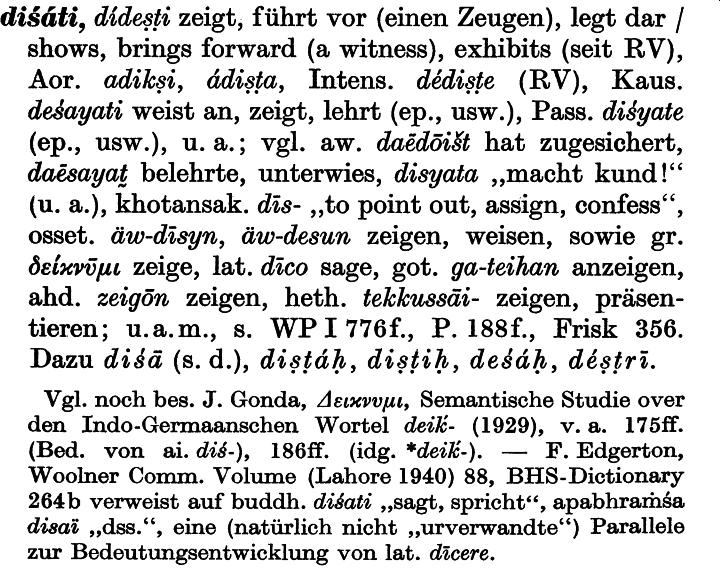 diśáti, dídeṣṭi zeigt, führt vor (einen Zeugen), legt dar /
shows, brings forward (a witness), exhibits (seit RV),
Aor. adikṣi, ádiṣṭa, Intens. dédiṣṭe (RV), Kaus.
deśayati weist an, zeigt, lehrt (ep., usw.), Pass. diśyate
(ep., usw.), u. a.; vgl. aw. daēdōišt hat zugesichert,
daēsayat̰ belehrte, unterwies, disyata „macht kund!“
(u. a.), khotansak. dīs- „to point out, assign, confess“,
osset. äw-dīsyn, äw-desun zeigen, weisen, sowie gr.
δείκνῡμι zeige, lat. dīco sage, got. ga-teihan anzeigen,
ahd. zeigōn zeigen, heth. tekkussāi- zeigen, präsen-
tieren; u.a.m., s. WP I 776f., P. 188f., Frisk 356.
Dazu diśā (s. d.), diṣṭáḥ, diṣṭiḥ, deśáḥ, déṣṭrī.
Vgl. noch bes. J. Gonda, Δεικνυμι, Semantische Studie over
den Indo-Germaanschen Wortel deik̑- (1929), v. a. 175ff.
(Bed. von ai. diś-), 186ff. (idg. *deik̑-). — F. Edgerton,
Woolner Comm. Volume (Lahore 1940) 88, BHS-Dictionary
264b verweist auf buddh. diśati „sagt, spricht“, apabhraṁśa
disaï „dss.“, eine (natürlich nicht „urverwandte“) Parallele
zur Bedeutungsentwicklung von lat. dīcere.